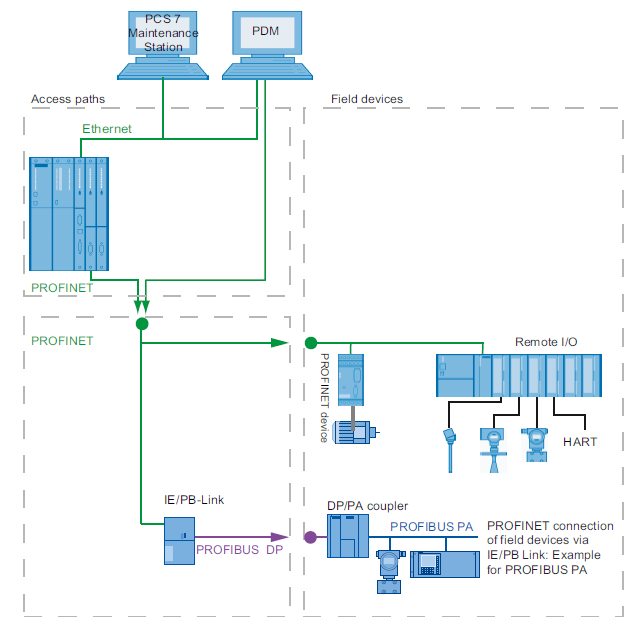 PCS 7
Maintenance
Station
PDM
Access paths
Field devices
Ethernet
PROFINET
PROFINET
Remote I/O
PROFINET device
HART
IE/PB-Link
PROFIBUS DP
DP/PA coupler
PROFIBUS PA
PROFINET connection
of field devices via
IE/PB Link: Example
for PROFIBUS PA